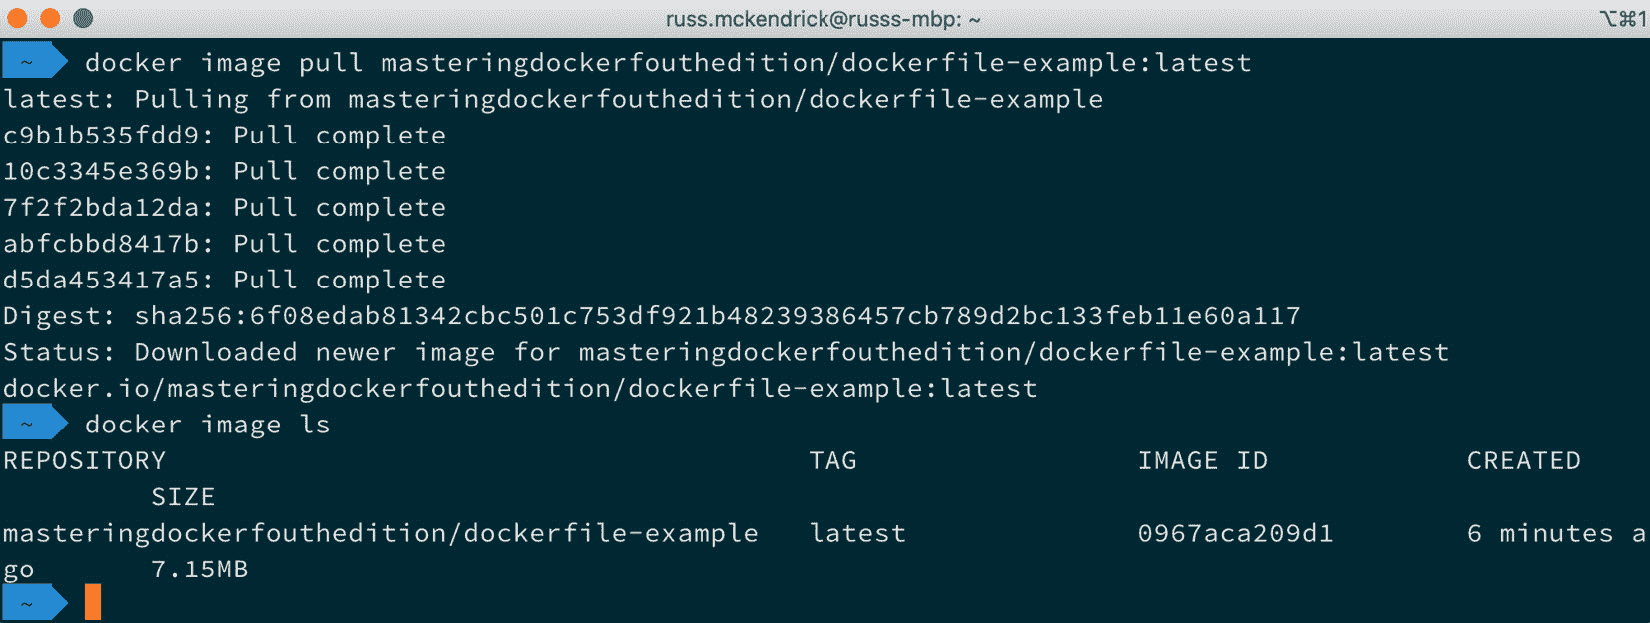 russ.mckendrick@russs-mbp: ~
⌥⌘1
~ docker image pull masteringdockerfouthedition/dockerfile-example:latest
latest: Pulling from masteringdockerfouthedition/dockerfile-example
c9b1b535fdd9: Pull complete
10c3345e369b: Pull complete
7f2f2bda12da: Pull complete
abfcbbd8417b: Pull complete
d5da453417a5: Pull complete
Digest: sha256:6f08edab81342cbc501c753df921b48239386457cb789d2bc133feb11e60a117
Status: Downloaded newer image for masteringdockerfouthedition/dockerfile-example:latest
docker.io/masteringdockerfouthedition/dockerfile-example:latest
~ docker image ls
REPOSITORY TAG IMAGE ID CREATED
SIZE
masteringdockerfouthedition/dockerfile-example latest 0967aca209d1 6 minutes a
go 7.15MB
~